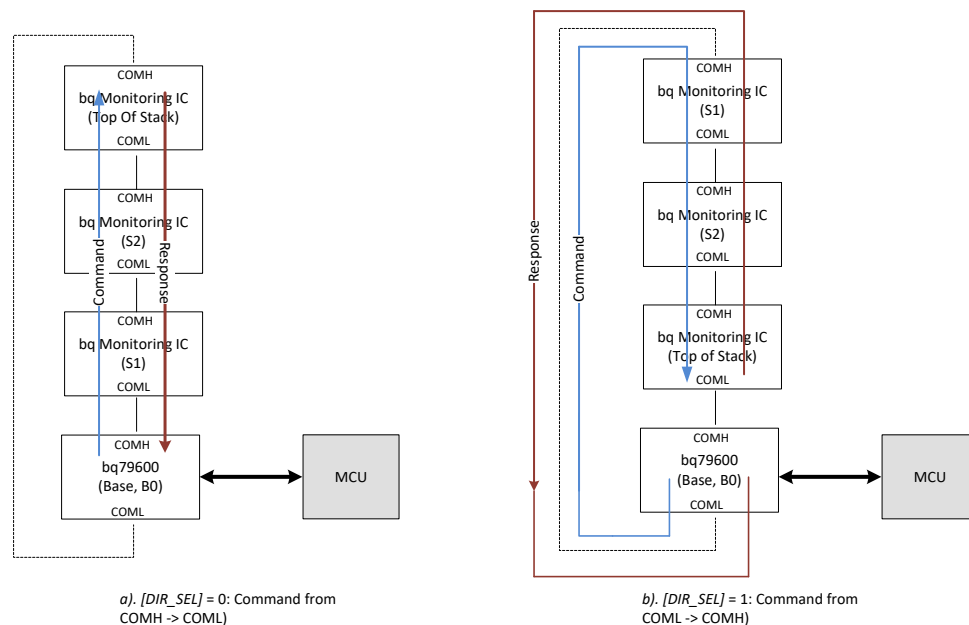 COMH
bq Monitoring IC
(Top Of Stack)
COML
COMH
bq Monitoring IC
(S2)
COML
COMH
bq Monitoring IC
(S1)
COML
COMH
bq79600
(Base, B0)
COML
Command
Response
MCU
a). [DIR_SEL] = 0: Command from
COMH -> COML)
COMH
bq Monitoring IC
(S1)
COML
COMH
bq Monitoring IC
(S2)
COML
COMH
bq Monitoring IC
(Top of Stack)
COML
COMH
bq79600
(Base, B0)
COML
Response
Command
MCU
b). [DIR_SEL] = 1: Command from
COML -> COMH)